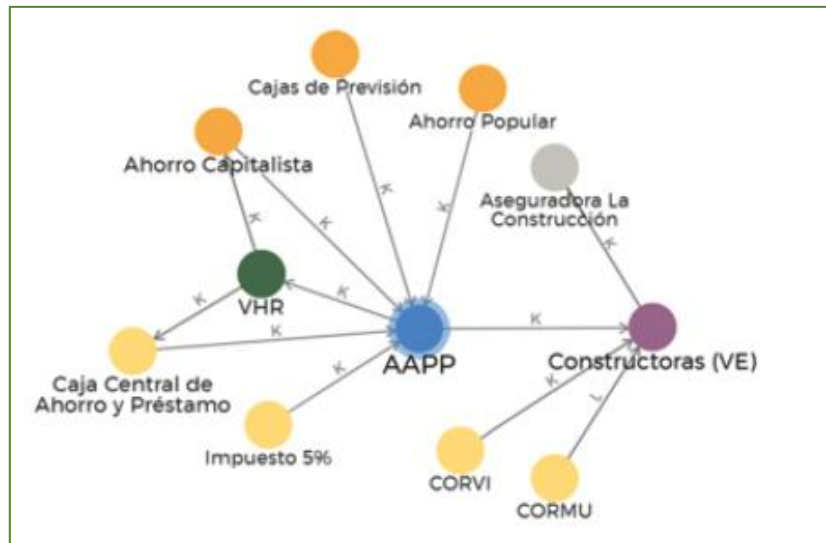 Cajas de Previsión
Ahorro Popular
Ahorro Capitalista
Aseguradora La
Construcción
K
K
K
K
K
VHR
K
K
K
K
AAPP
Constructoras (VE)
Caja Central de
Ahorro y Préstamo
K
K
L
Impuesto 5%
CORVI
CORMU